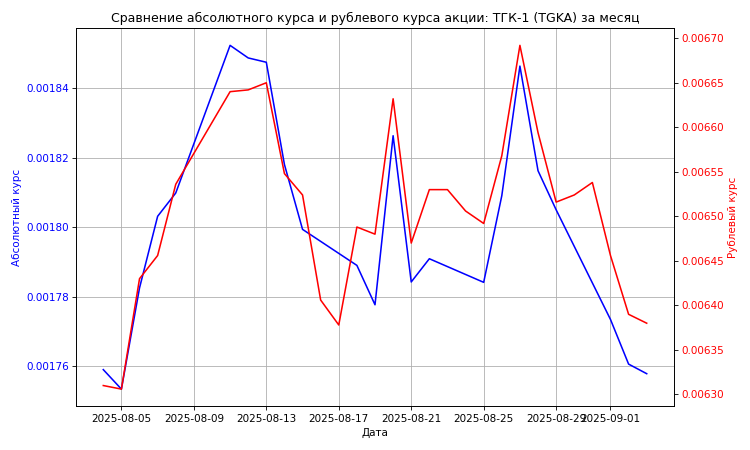 Сравнение абсолютного курса и рублевого курса акции: ТГК-1 (TGKA) за месяц
Абсолютный курс
0.00184
0.00182
0.00180
0.00178
0.00176
0.00670
0.00665
0.00660
0.00655
0.00650
0.00645
0.00640
0.00635
0.00630
Рублевый курс
2025-08-05 2025-08-09 2025-08-13 2025-08-17 2025-08-21 2025-08-25 2025-08-29 2025-09-01
Дата